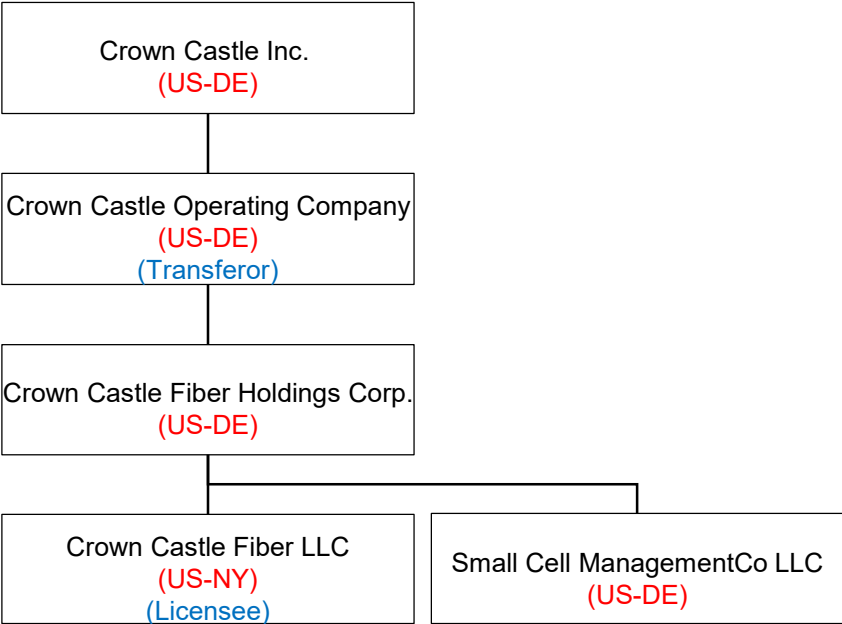 Crown Castle Inc.
(US-DE)
Crown Castle Operating Company
(US-DE)
(Transferor)
Crown Castle Fiber Holdings Corp.
(US-DE)
Crown Castle Fiber LLC
(US-NY)
(Licensee)
Small Cell ManagementCo LLC
(US-DE)